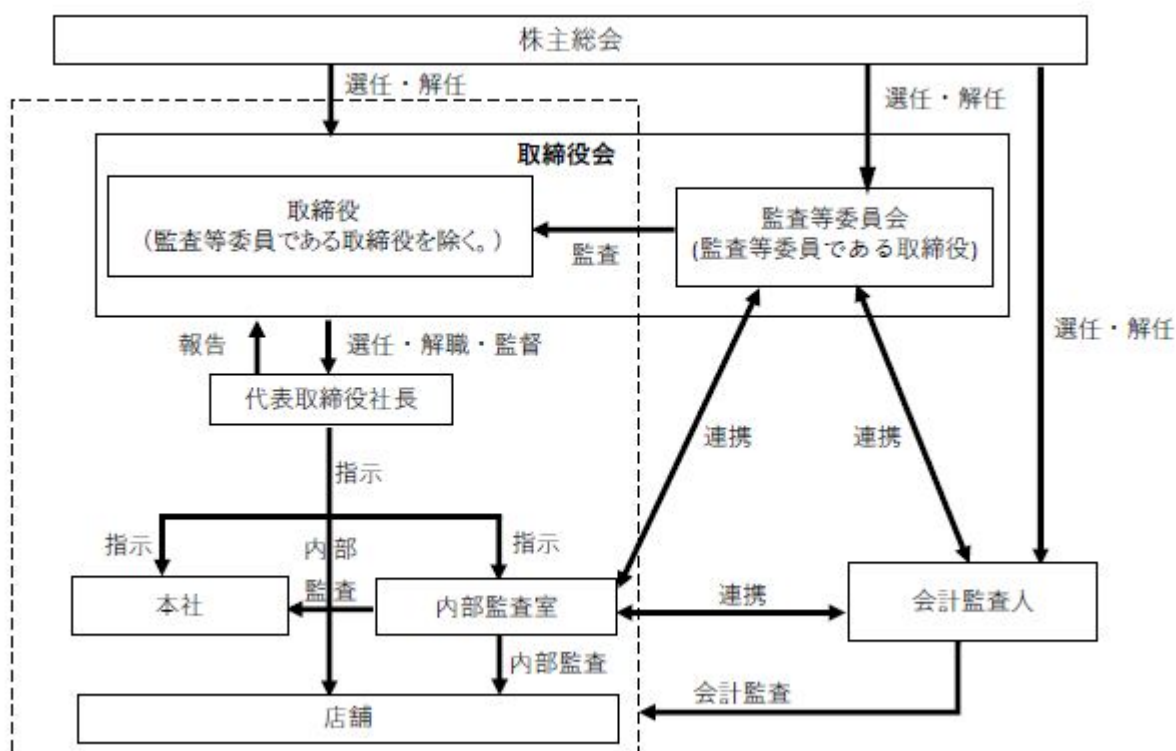 株主総会
選任・解任
選任・解任
取締役会
取締役
（監査等委員である取締役を除く。）
監査等委員会
(監査等委員である取締役)
監査
選任・解任
報告
選任・解職・監督
代表取締役社長
連携
連携
指示
指示
内部
監査
指示
本社
内部監査室
連携
会計監査人
内部監査
会計監査
店舗